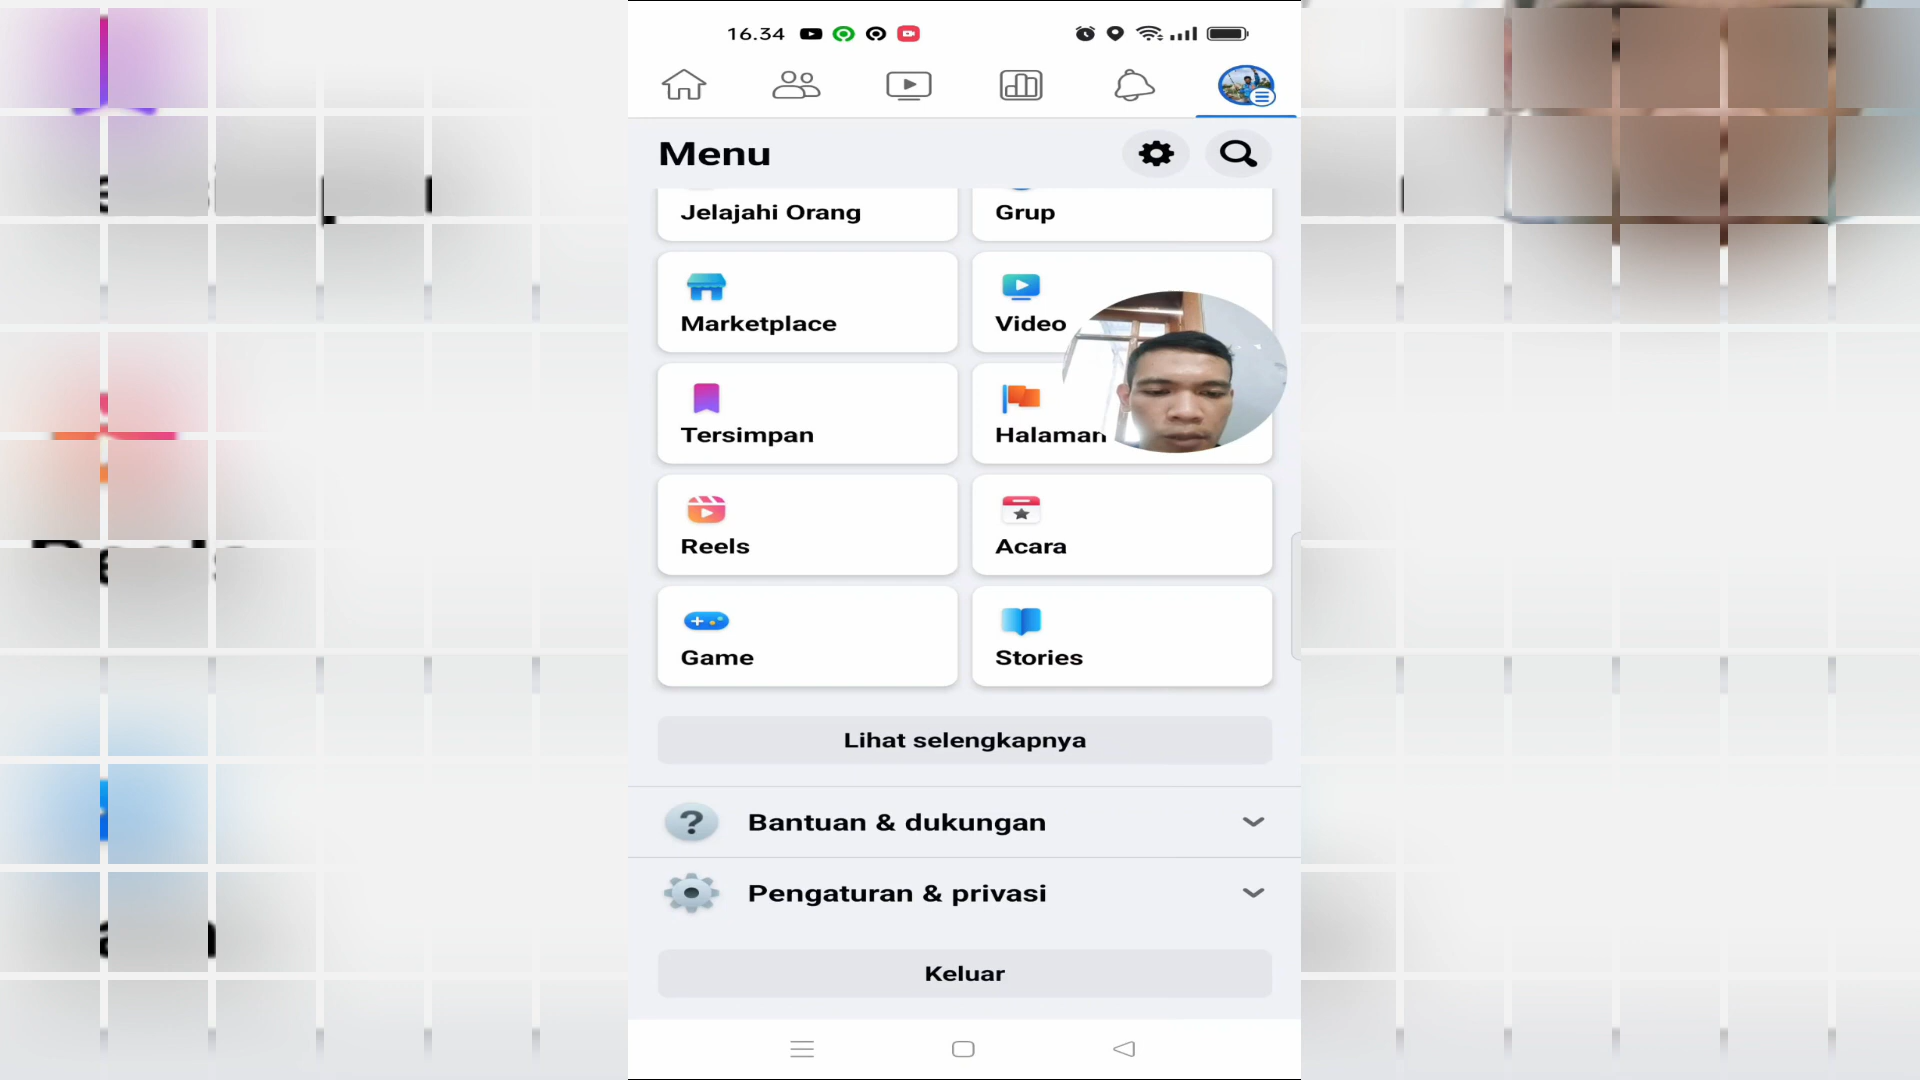 16.34
Menu
Jelajahi Orang
Grup
Marketplace
Video
Tersimpan
Halaman
Reels
Acara
Game
Stories
Lihat selengkapnya
Bantuan & dukungan
Pengaturan & privasi
Keluar